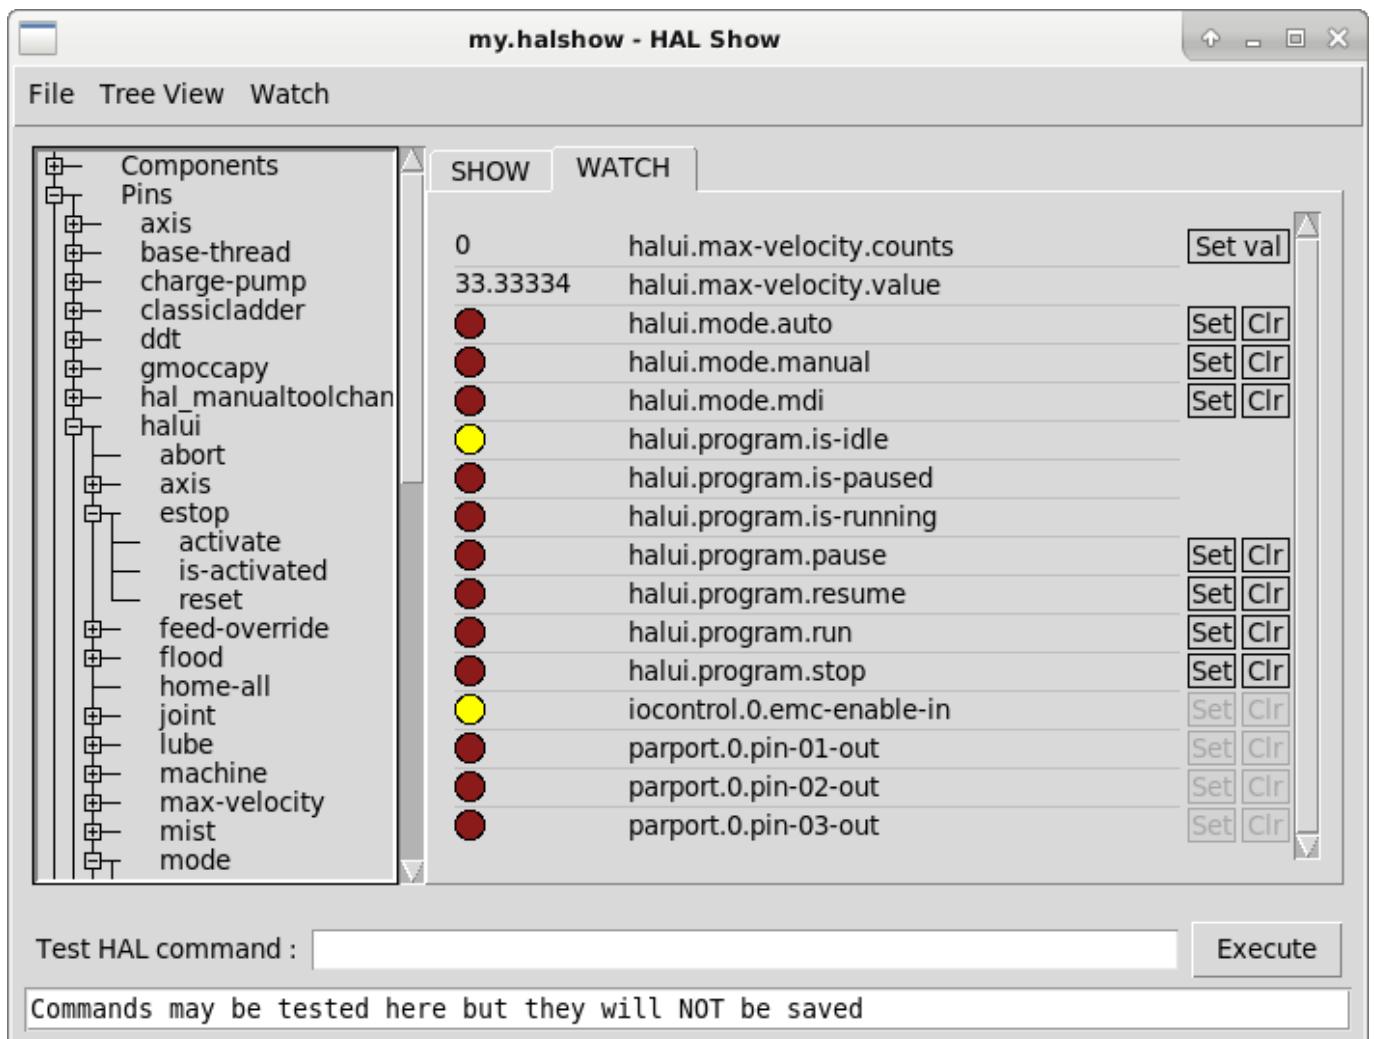 my.halshow - HAL Show
File Tree View Watch
Components
Pins
axis
base-thread
charge-pump
classicladder
ddt
gmoccapy
hal_manualtoolchan
halui
abort
axis
estop
activate
is-activated
reset
feed-override
flood
home-all
joint
lube
machine
max-velocity
mist
mode
SHOW WATCH
0 halui.max-velocity.counts Set val
33.33334 halui.max-velocity.value
halui.mode.auto Set Clr
halui.mode.manual Set Clr
halui.mode.mdi Set Clr
halui.program.is-idle
halui.program.is-paused
halui.program.is-running
halui.program.pause Set Clr
halui.program.resume Set Clr
halui.program.run Set Clr
halui.program.stop Set Clr
iocontrol.0.emc-enable-in Set Clr
parport.0.pin-01-out Set Clr
parport.0.pin-02-out Set Clr
parport.0.pin-03-out Set Clr
Test HAL command : Execute
Commands may be tested here but they will NOT be saved